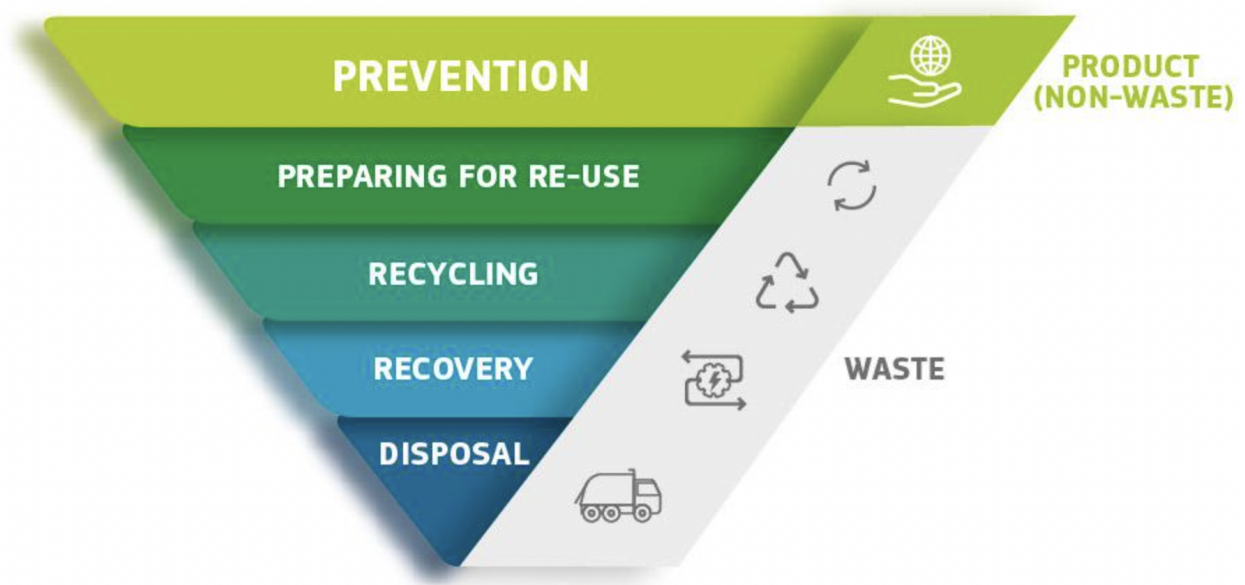 PREVENTION
PRODUCT
(NON-WASTE)
PREPARING FOR RE-USE
RECYCLING
RECOVERY
WASTE
DISPOSAL